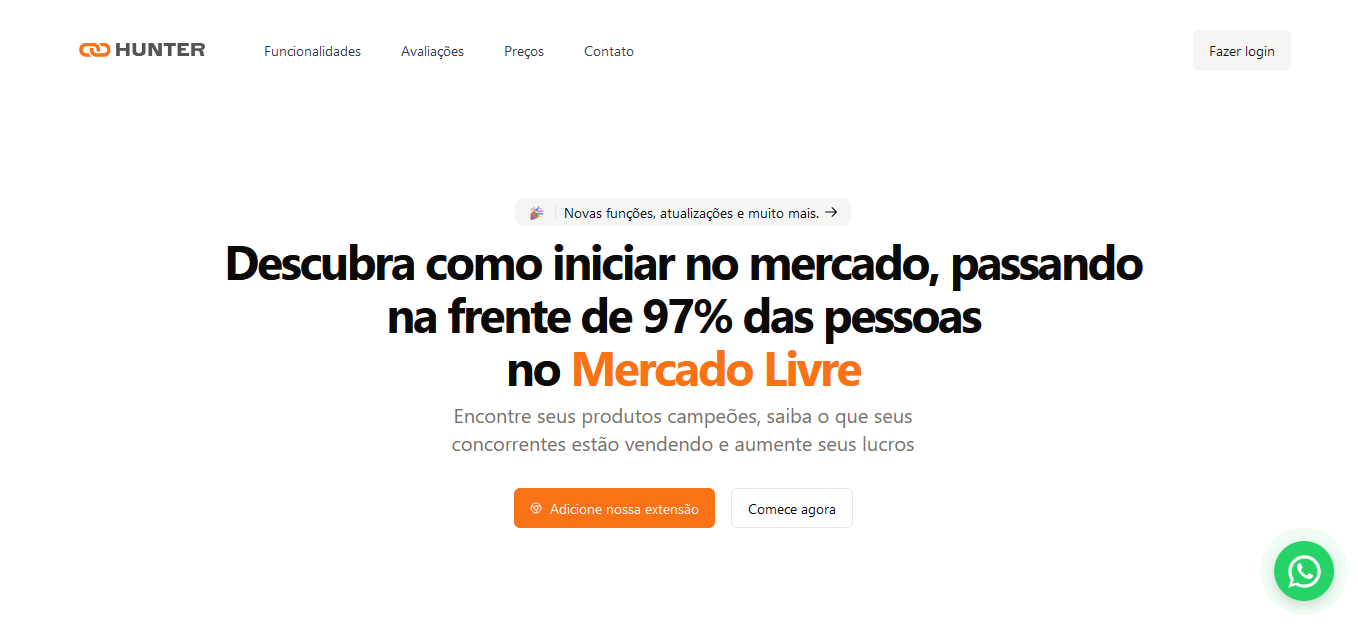 HUNTER
Funcionalidades
Avaliações
Preços
Contato
Fazer login
Novas funções, atualizações e muito mais.
Descubra como iniciar no mercado, passando
na frente de 97% das pessoas
no Mercado Livre
Encontre seus produtos campeões, saiba o que seus
concorrentes estão vendendo e aumente seus lucros
Adicione nossa extensão
Comece agora